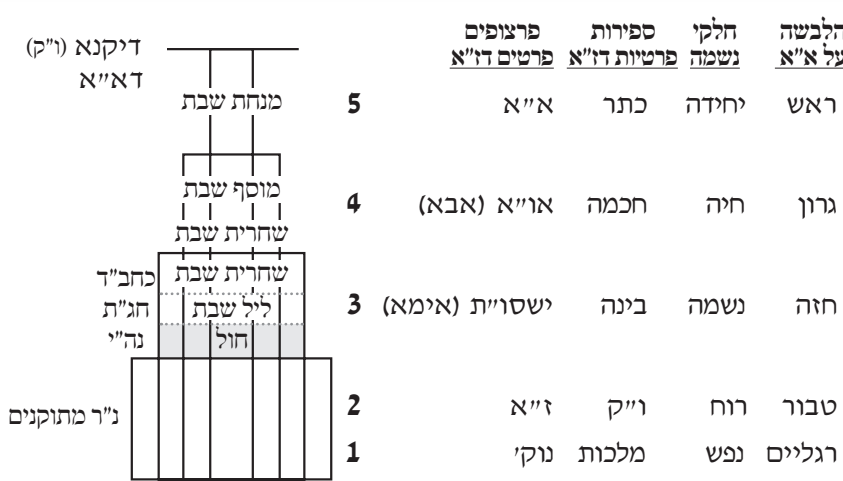 הלבשה חלקי ספירות פרצופים
על א״א נשמה פרטיות דז״א פרטים דז״א
דיקנא (ו״ק)
דא״א
ראש יחידה כתר א״א 5 מנחת שבת
מוסף שבת
גרון חיה חכמה או״א (אבא) 4
שחרית שבת
שחרית שבת כחב״ד
חזה נשמה בינה ישסו״ת (אימא) 3 ליל שבת חג״ת
חול נה״י
טבור רוח ו״ק ז״א 2 נ״ר מתוקנים
רגליים נפש מלכות נוק׳ 1